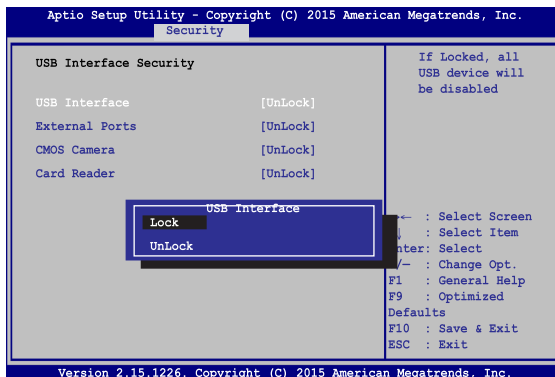 Aptio Setup Utility - Copyright (C) 2015 American Megatrends, Inc.
Security
USB Interface Security
USB Interface [UnLock]
External Ports [UnLock]
CMOS Camera [UnLock]
Card Reader [UnLock]
If Locked, all
USB device will
be disabled
USB Interface
Lock
UnLock
← : Select Screen
↓ : Select Item
nter: Select
/— : Change Opt.
F1 : General Help
F9 : Optimized
Defaults
F10 : Save & Exit
ESC : Exit
Version 2.15.1226. Copyright (C) 2015 American Megatrends, Inc.